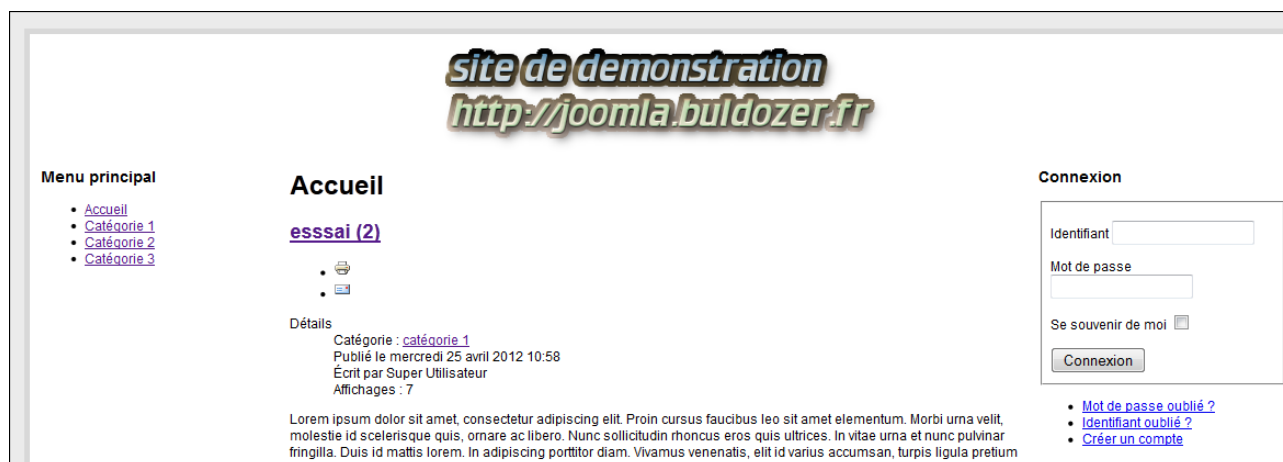 site de demonstration
http://joomla.buldozer.fr
Menu principal
Accueil
Catégorie 1
Catégorie 2
Catégorie 3
Accueil
esssai (2)
Détails
Catégorie : catégorie 1
Publié le mercredi 25 avril 2012 10:58
Écrit par Super Utilisateur
Affichages : 7
Lorem ipsum dolor sit amet, consectetur adipiscing elit. Proin cursus faucibus leo sit amet elementum. Morbi urna velit,
molestie id scelerisque quis, ornare ac libero. Nunc sollicitudin rhoncus eros quis ultrices. In vitae urna et nunc pulvinar
fringilla. Duis id mattis lorem. In adipiscing porttitor diam. Vivamus venenatis, elit id varius accumsan, turpis ligula pretium
Connexion
Identifiant
Mot de passe
Se souvenir de moi
Connexion
Mot de passe oublié ?
Identifiant oublié ?
Créer un compte